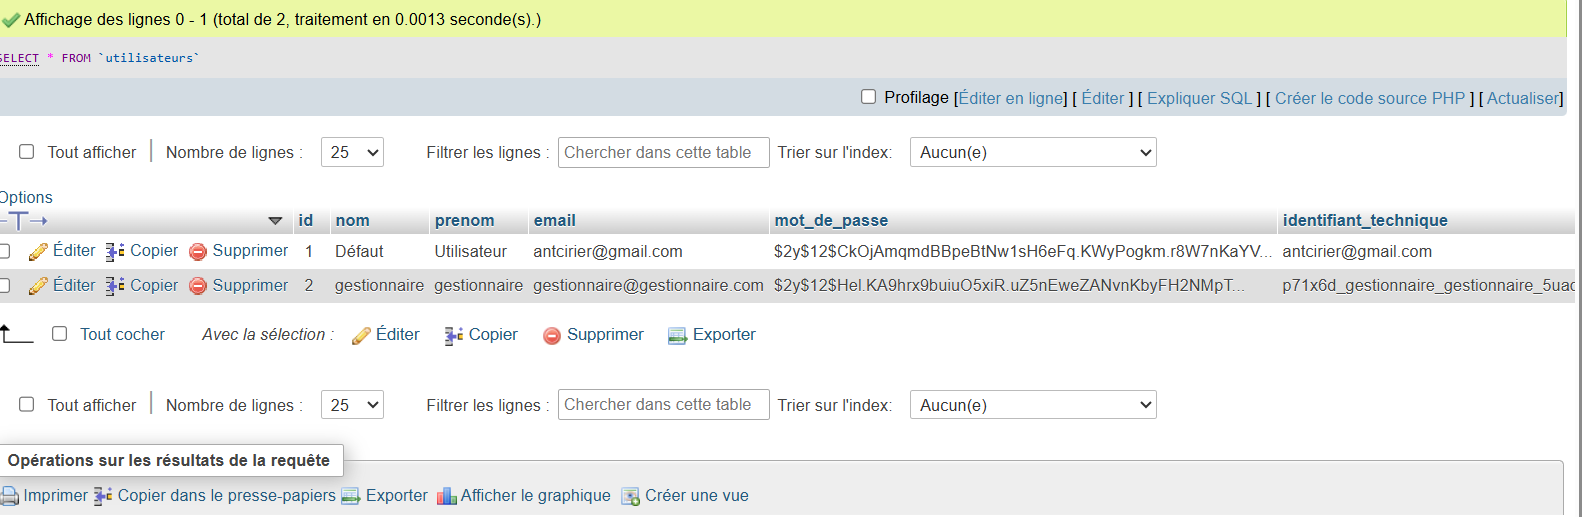 Affichage des lignes 0 - 1 (total de 2, traitement en 0.0013 seconde(s).)
SELECT * FROM `utilisateurs`
Profilage [Éditer en ligne] [ Éditer ] [ Expliquer SQL ] [ Créer le code source PHP ] [ Actualiser]
Tout afficher Nombre de lignes : 25 Filtrer les lignes : Chercher dans cette table Trier sur l'index: Aucun(e)
Options
id nom prenom email mot_de_passe identifiant_technique
Éditer Copier Supprimer 1 Défaut Utilisateur antcirier@gmail.com $2y$12$CkOjAmqmdBBpeBtNw1sH6eFq.KWyPogkm.r8W7nKaYV... antcirier@gmail.com
Éditer Copier Supprimer 2 gestionnaire gestionnaire gestionnaire@gestionnaire.com $2y$12$Hel.KA9hrx9buiuO5xiR.uZ5nEweZANvnKbyFH2NMpT... p71x6d_gestionnaire_gestionnaire_5uac
Tout cocher Avec la sélection : Éditer Copier Supprimer Exporter
Tout afficher Nombre de lignes : 25 Filtrer les lignes : Chercher dans cette table Trier sur l'index: Aucun(e)
Opérations sur les résultats de la requête
Imprimer Copier dans le presse-papiers Exporter Afficher le graphique Créer une vue